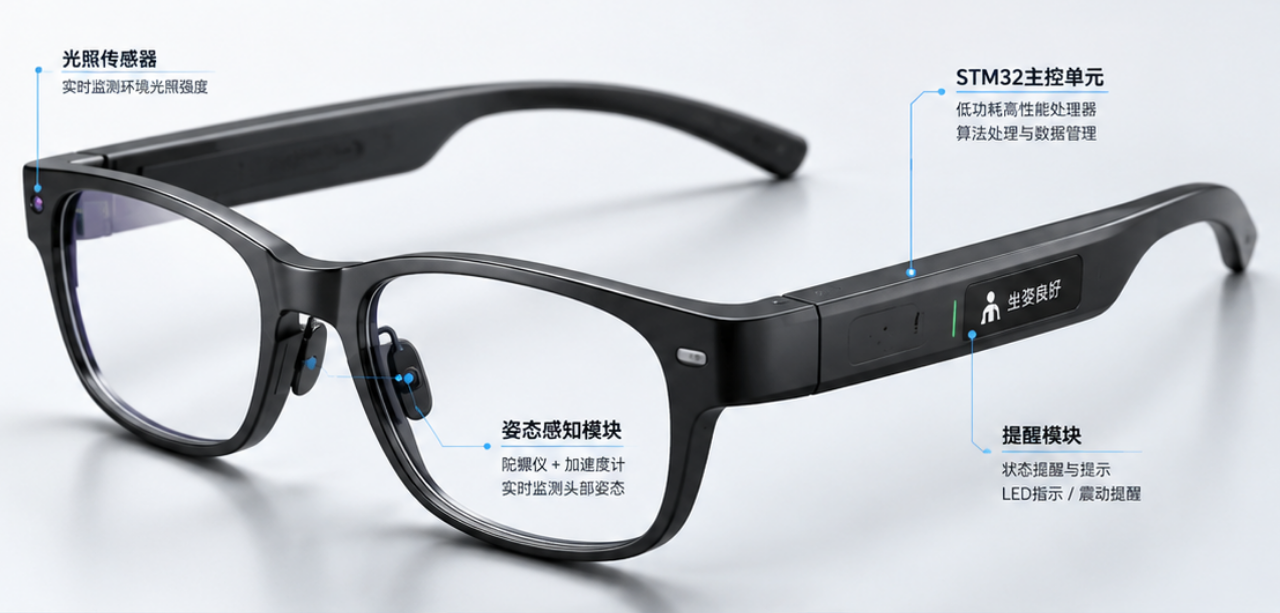 光照传感器
实时监测环境光照强度
STM32主控单元
低功耗高性能处理器
算法处理与数据管理
坐姿良好
姿态感知模块
陀螺仪 + 加速度计
实时监测头部姿态
提醒模块
状态提醒与提示
LED指示 / 震动提醒